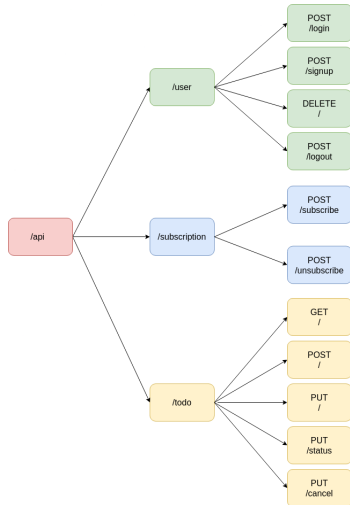 POST
/login
POST
/signup
/user
DELETE
/
POST
/logout
/api
/subscription
POST
/subscribe
POST
/unsubscribe
GET
/
POST
/
/todo
PUT
/
PUT
/status
PUT
/cancel